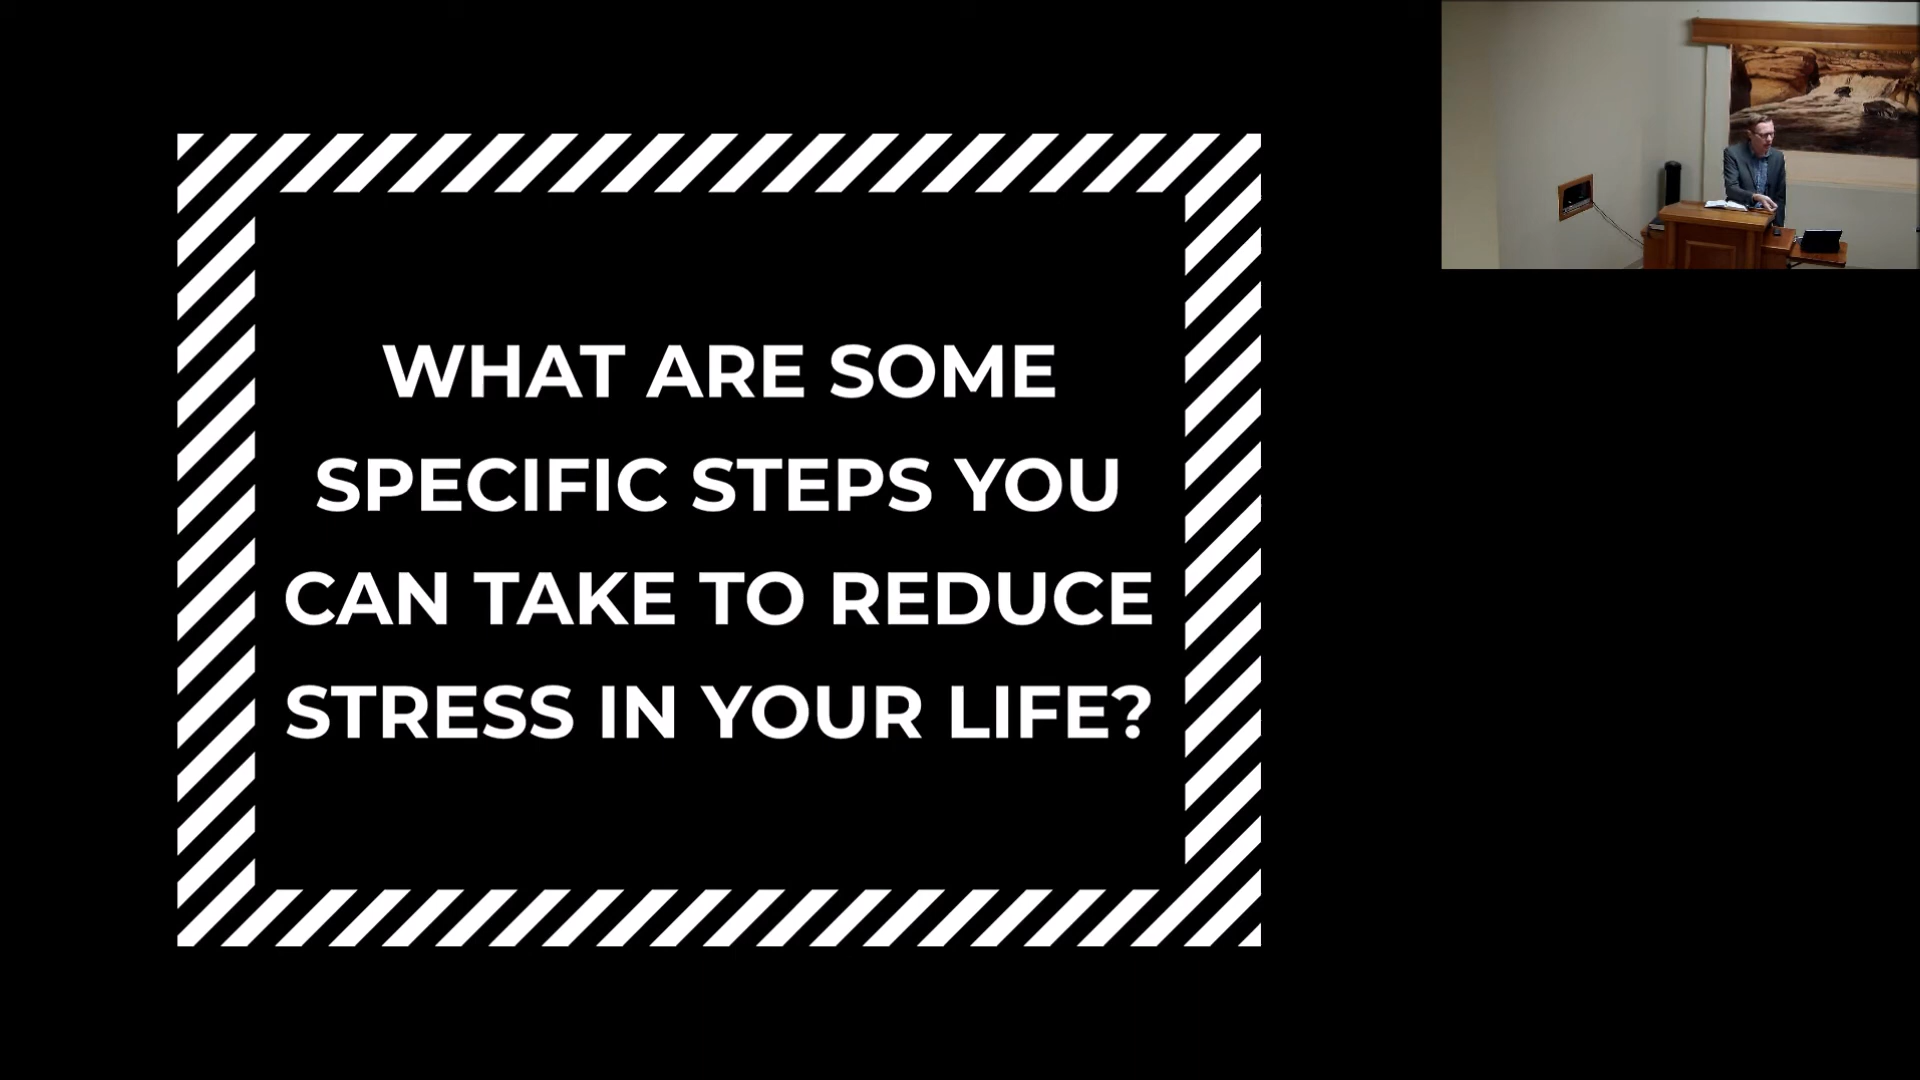 WHAT ARE SOME
SPECIFIC STEPS YOU
CAN TAKE TO REDUCE
STRESS IN YOUR LIFE?